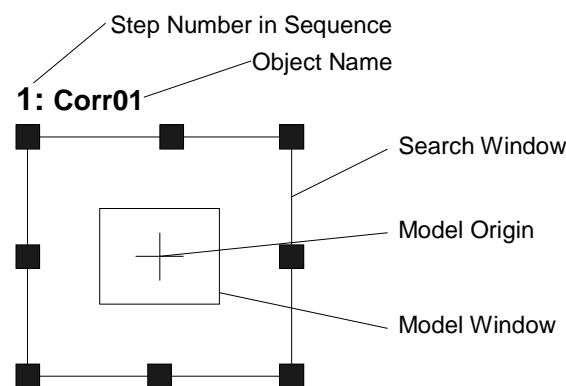 Step Number in Sequence
Object Name
1: Corr01
Search Window
Model Origin
Model Window